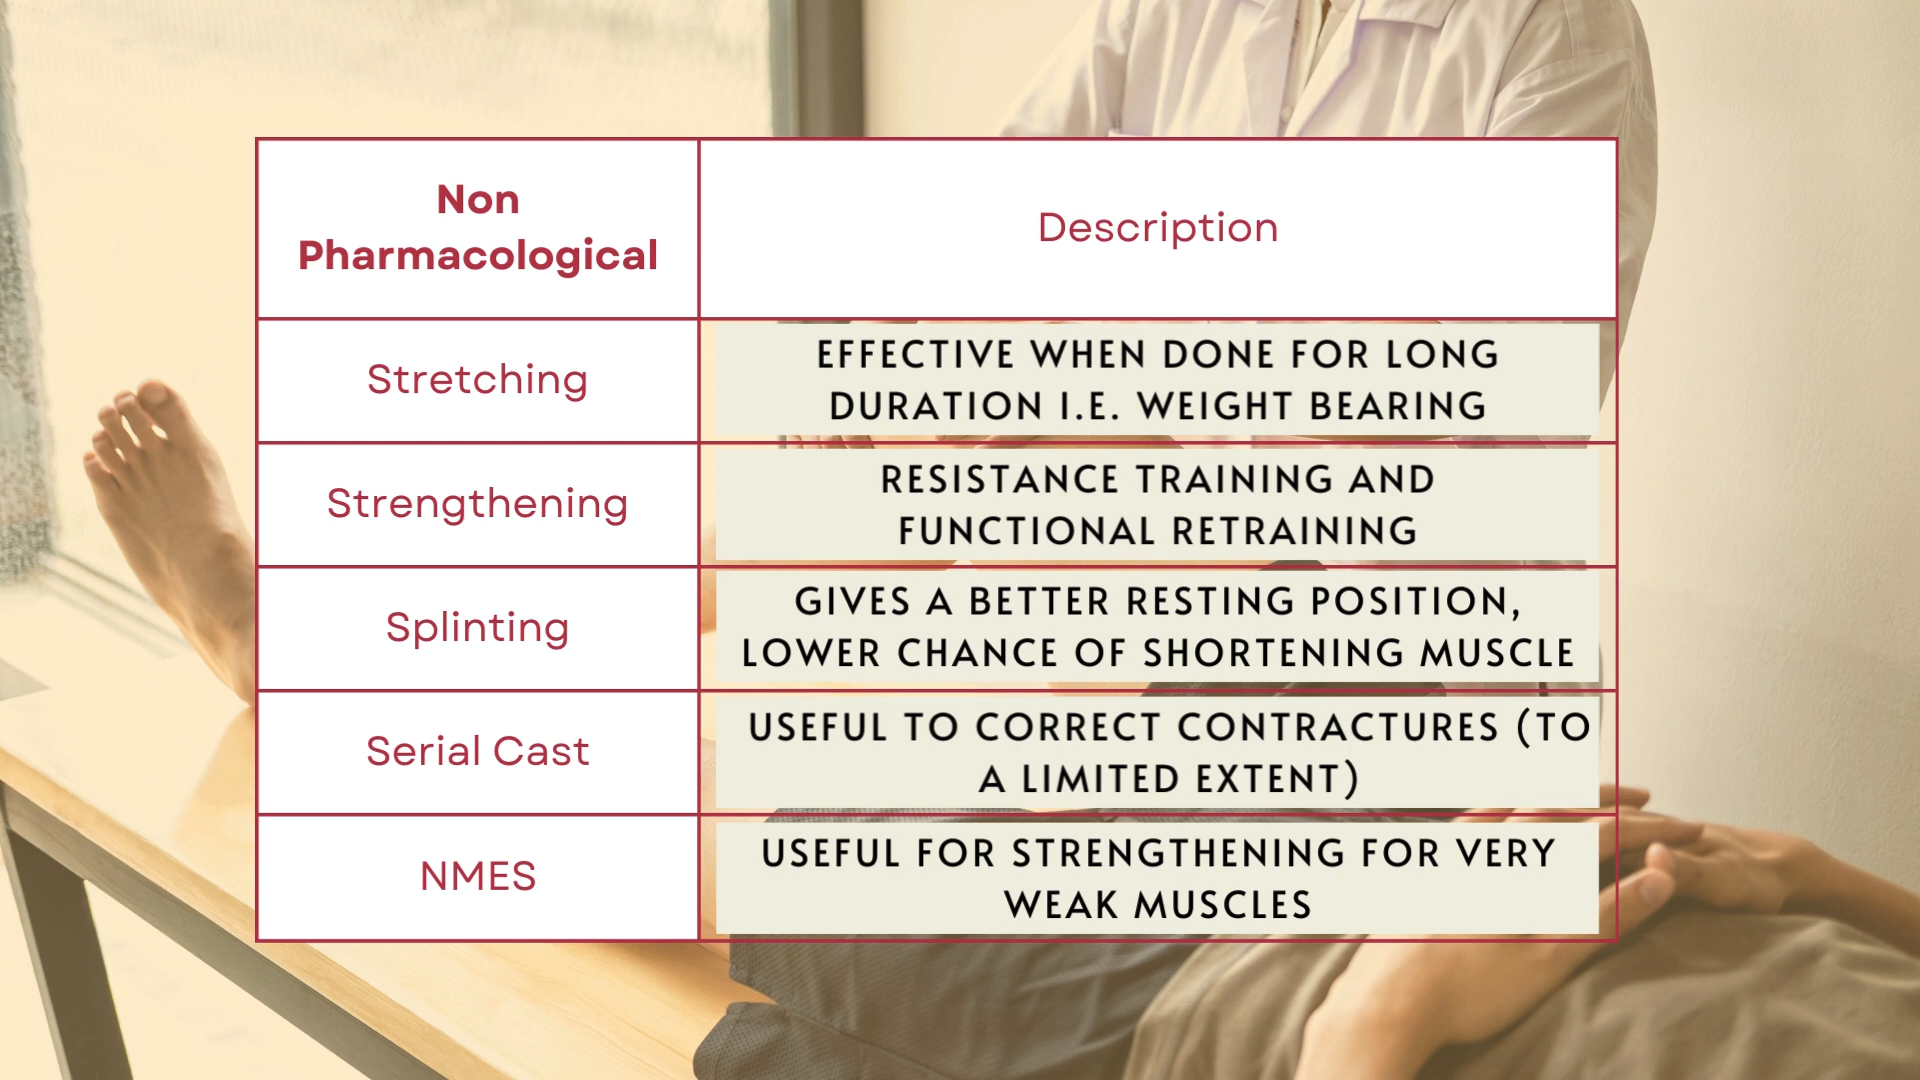 Non
Pharmacological
Description
Stretching
EFFECTIVE WHEN DONE FOR LONG
DURATION I.E. WEIGHT BEARING
Strengthening
RESISTANCE TRAINING AND
FUNCTIONAL RETRAINING
Splinting
GIVES A BETTER RESTING POSITION,
LOWER CHANCE OF SHORTENING MUSCLE
Serial Cast
USEFUL TO CORRECT CONTRACTURES (TO
A LIMITED EXTENT)
NMES
USEFUL FOR STRENGTHENING FOR VERY
WEAK MUSCLES